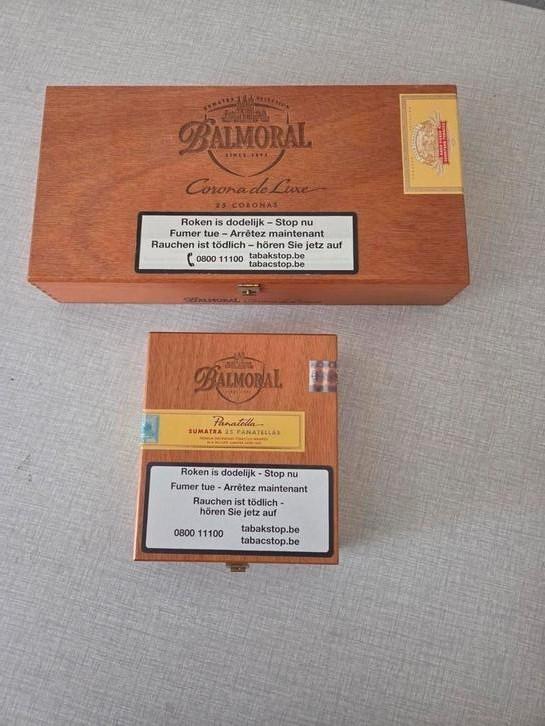 SUMATRA SELECTION
BALMORAL
SINCE 1895
Corona de Luxe
25 CORONAS
Roken is dodelijk – Stop nu
Fumer tue – Arrêtez maintenant
Rauchen ist tödlich – hören Sie jetz auf
0800 11100 tabakstop.be
tabacstop.be
BALMORAL Corona de Luxe
BALMORAL
Panatella
SUMATRA 25 PANATELLAS
Roken is dodelijk - Stop nu
Fumer tue - Arrêtez maintenant
Rauchen ist tödlich -
hören Sie jetz auf
0800 11100 tabakstop.be
tabacstop.be